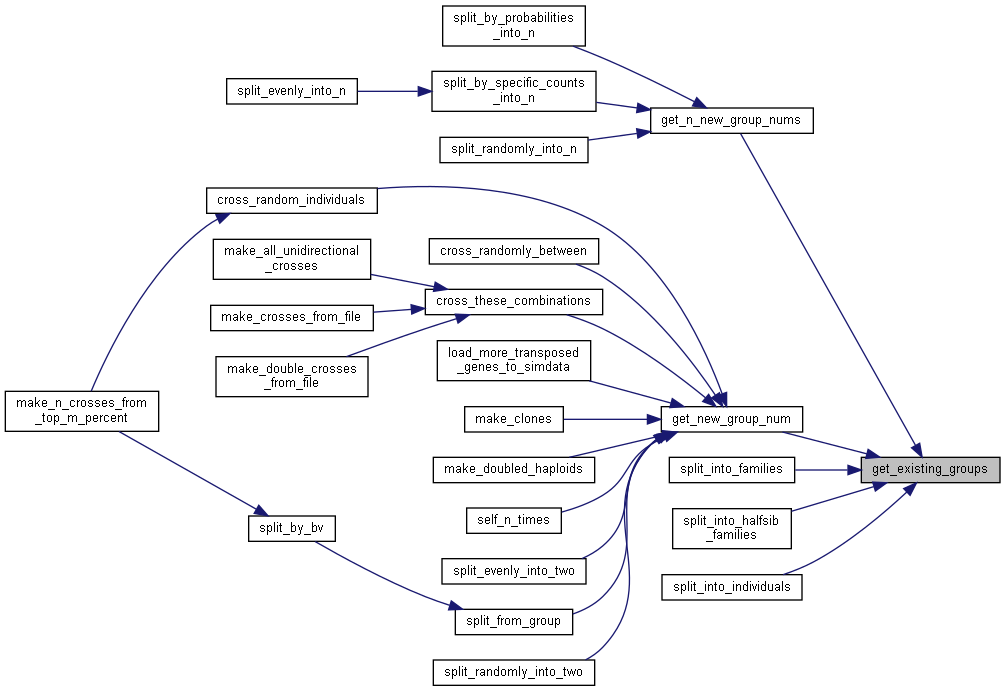 split_by_probabilities
_into_n
split_evenly_into_n
split_by_specific_counts
_into_n
get_n_new_group_nums
split_randomly_into_n
cross_random_individuals
make_all_unidirectional
_crosses
cross_randomly_between
cross_these_combinations
make_crosses_from_file
load_more_transposed
_genes_to_simdata
make_double_crosses
_from_file
make_n_crosses_from
_top_m_percent
make_clones
get_new_group_num
make_doubled_haploids
split_into_families
get_existing_groups
self_n_times
split_into_halfsib
_families
split_by_bv
split_evenly_into_two
split_into_individuals
split_from_group
split_randomly_into_two